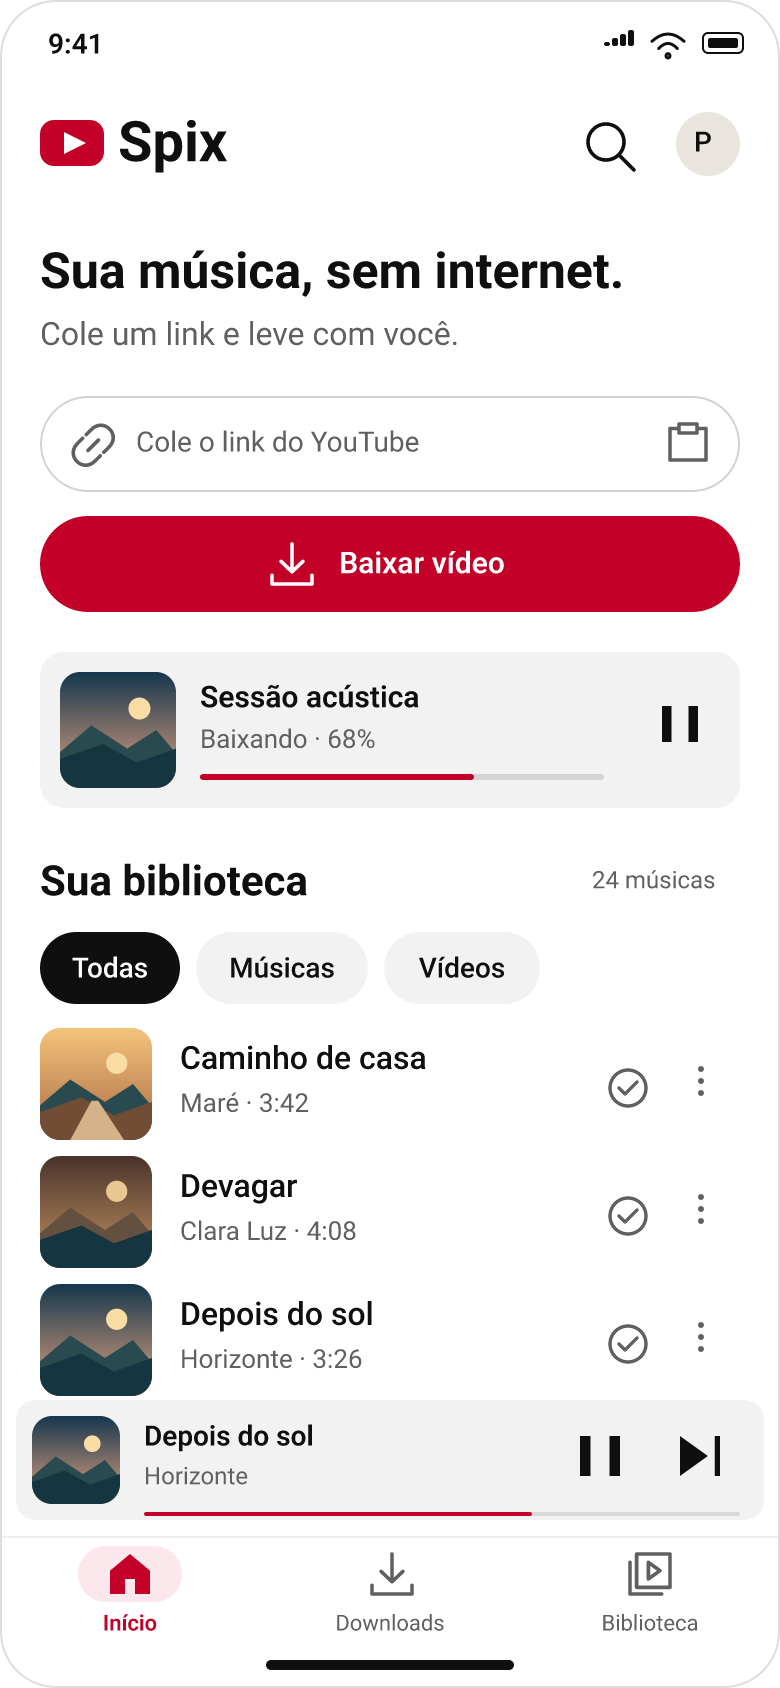 9:41
Spix
P
Sua música, sem internet.
Cole um link e leve com você.
Cole o link do YouTube
Baixar vídeo
Sessão acústica
Baixando · 68%
Sua biblioteca
24 músicas
Todas
Músicas
Vídeos
Caminho de casa
Maré · 3:42
Devagar
Clara Luz · 4:08
Depois do sol
Horizonte · 3:26
Depois do sol
Horizonte
Início
Downloads
Biblioteca